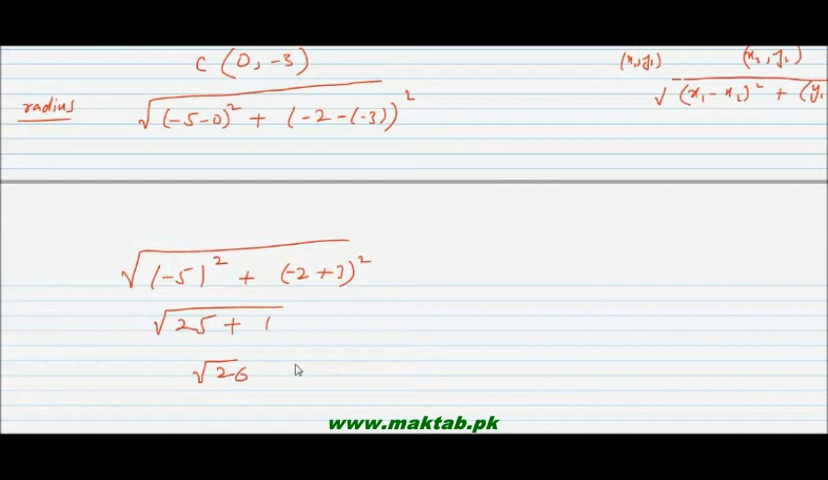 C (0, -3)
(x₁, y₁) (x₂, y₂)
radius √(-5-0)² + (-2-(-3))²
√(x₁ - x₂)² + (y₁
√(-5)² + (-2+3)²
√25 + 1
√26
www.maktab.pk